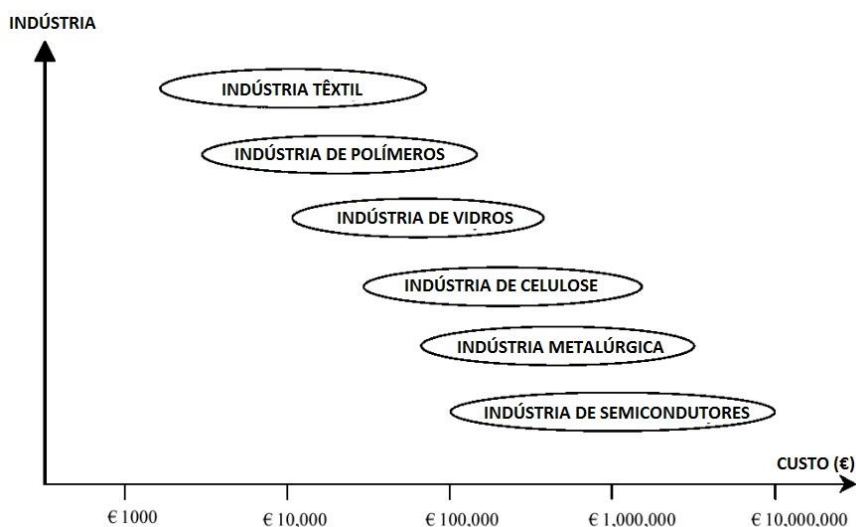 INDÚSTRIA
INDÚSTRIA TÊXTIL
INDÚSTRIA DE POLÍMEROS
INDÚSTRIA DE VIDROS
INDÚSTRIA DE CELULOSE
INDÚSTRIA METALÚRGICA
INDÚSTRIA DE SEMICONDUTORES
CUSTO (€)
€ 1000 € 10,000 € 100,000 € 1,000,000 € 10,000,000